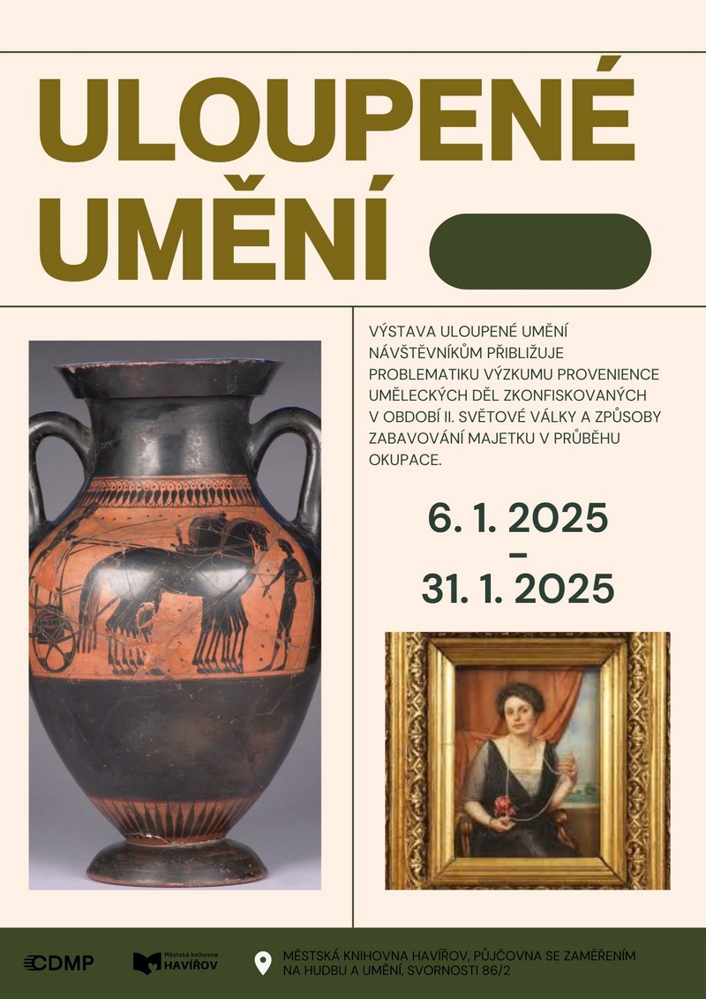 ULOUPENÉ
UMĚNÍ
VÝSTAVA ULOUPENÉ UMĚNÍ
NÁVŠTĚVNÍKŮM PŘIBLIŽUJE
PROBLEMATIKU VÝZKUMU PROVENIENCE
UMĚLECKÝCH DĚL ZKONFISKOVANÝCH
V OBDOBÍ II. SVĚTOVÉ VÁLKY A ZPŮSOBY
ZABAVOVÁNÍ MAJETKU V PRŮBĚHU
OKUPACE.
6. 1. 2025
–
31. 1. 2025
CDMP
Městská knihovna
HAVÍŘOV
MĚSTSKÁ KNIHOVNA HAVÍŘOV, PŮJČOVNA SE ZAMĚŘENÍM
NA HUDBU A UMĚNÍ, SVORNOSTI 86/2